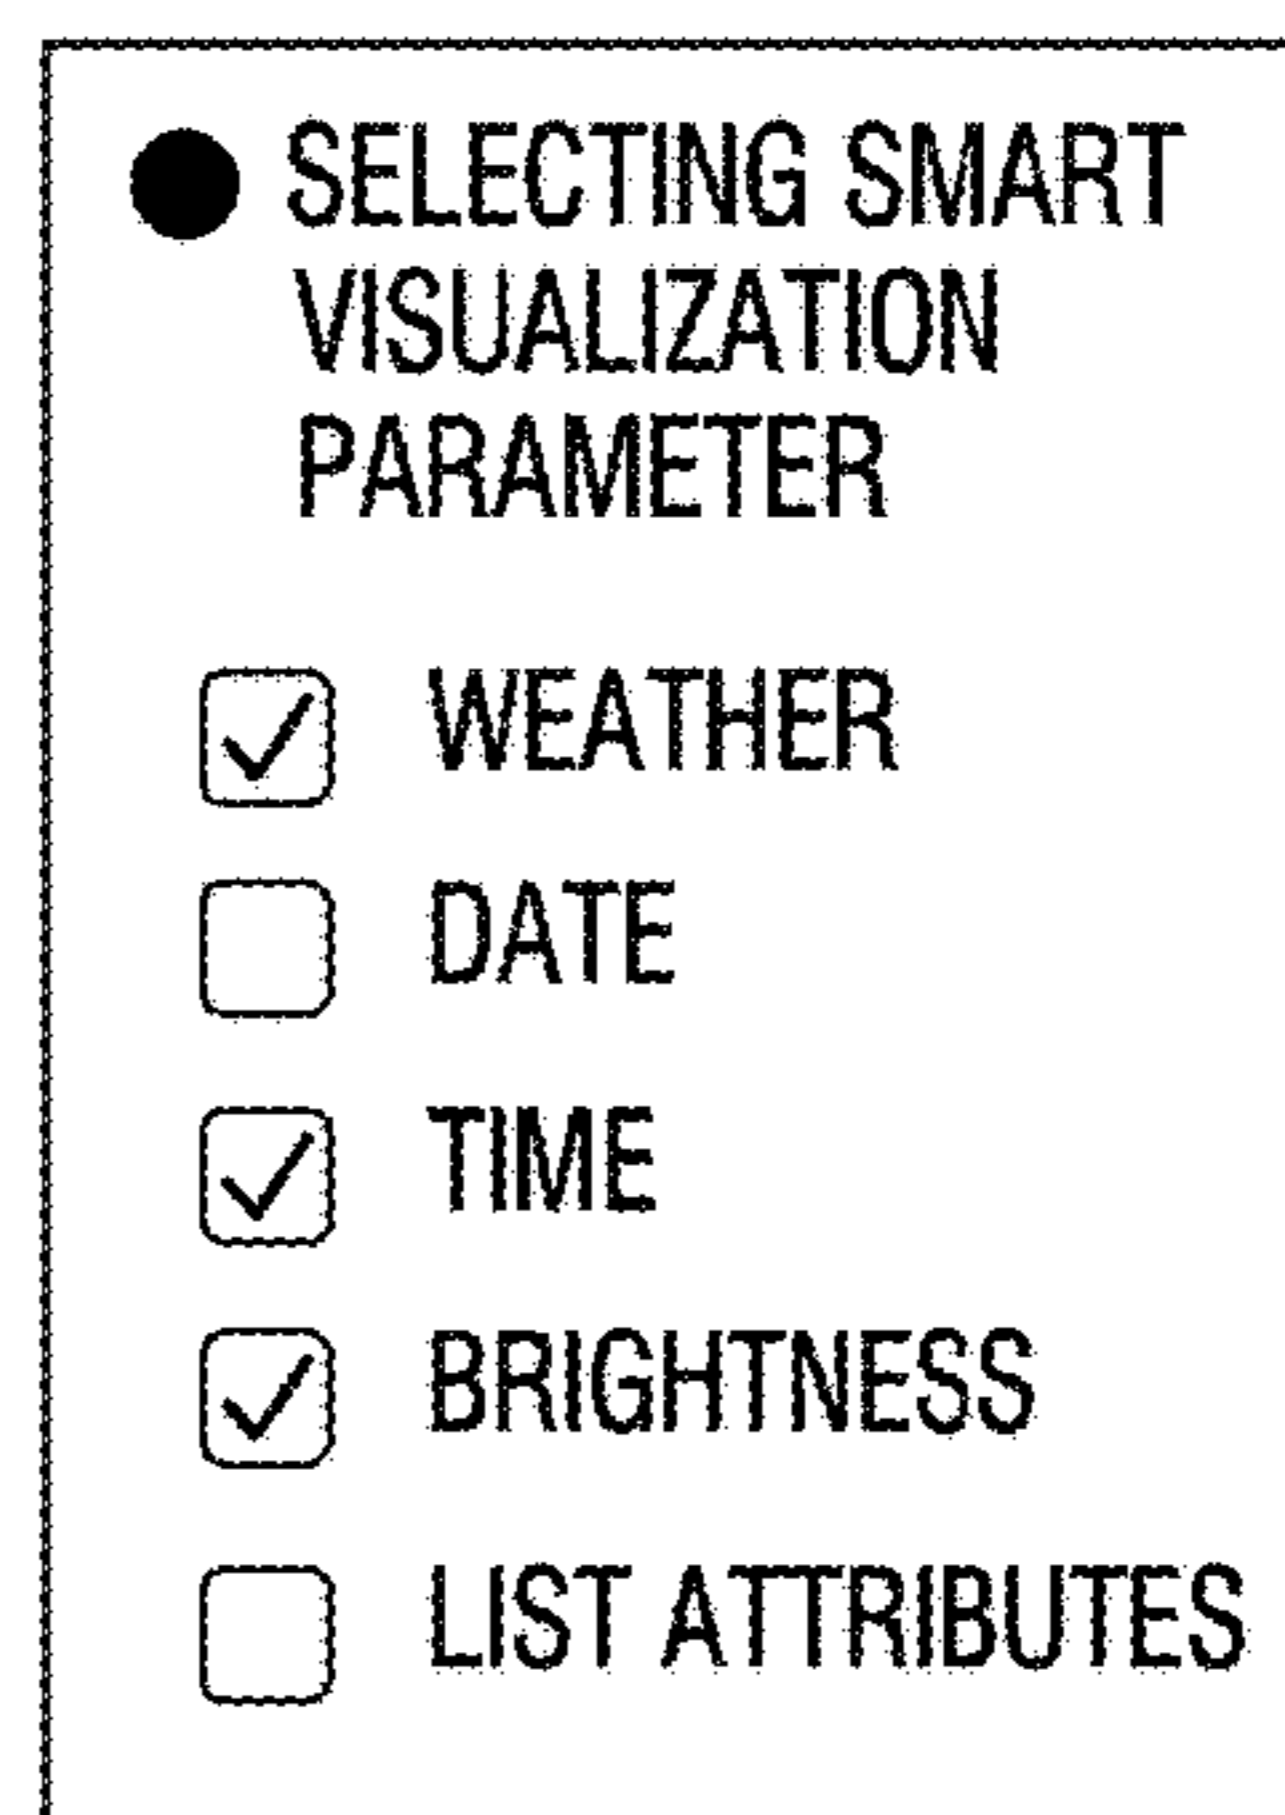 SELECTING SMART
VISUALIZATION
PARAMETER
WEATHER
DATE
TIME
BRIGHTNESS
LIST ATTRIBUTES